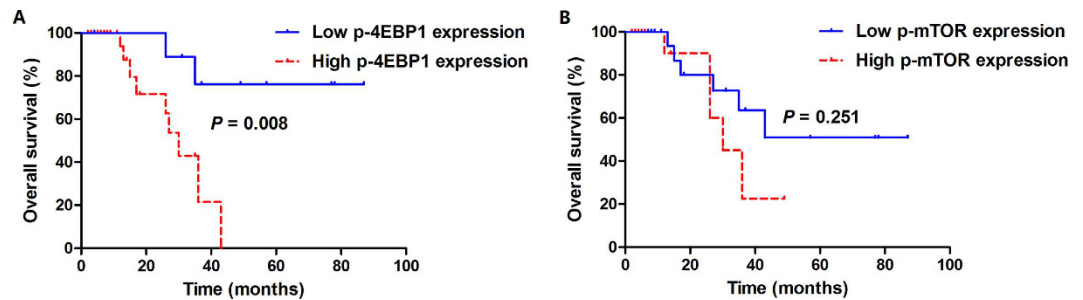 A
Low p-4EBP1 expression
High p-4EBP1 expression
P = 0.008
Overall survival (%)
100
80
60
40
20
0
0 20 40 60 80 100
Time (months)
B
Low p-mTOR expression
High p-mTOR expression
P = 0.251
Overall survival (%)
100
80
60
40
20
0
0 20 40 60 80 100
Time (months)